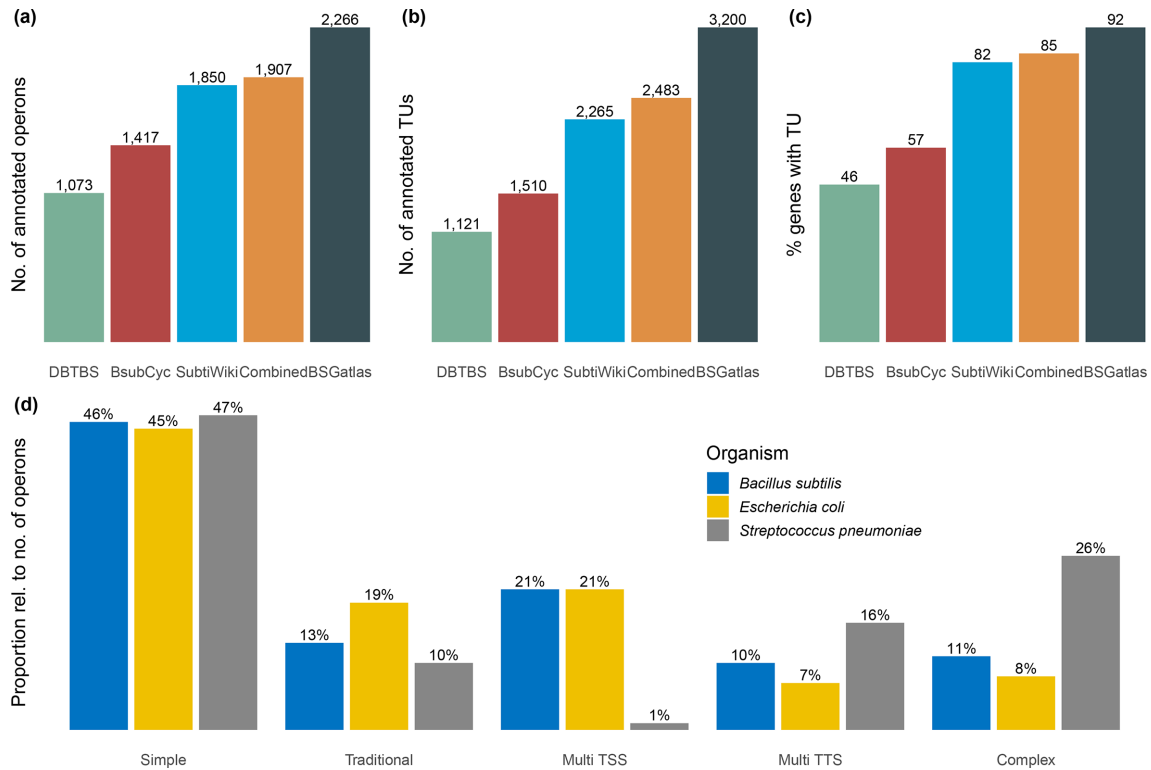 (a)
No. of annotated operons
1,073
1,417
1,850
1,907
2,266
DBTBS BsubCyc SubtiWiki Combined BSGatlas
(b)
No. of annotated TUs
1,121
1,510
2,265
2,483
3,200
DBTBS BsubCyc SubtiWiki Combined BSGatlas
(c)
% genes with TU
46
57
82
85
92
DBTBS BsubCyc SubtiWiki Combined BSGatlas
(d)
Proportion rel. to no. of operons
46% 45% 47%
13% 19% 10%
21% 21% 1%
10% 7% 16%
11% 8% 26%
Organism
Bacillus subtilis
Escherichia coli
Streptococcus pneumoniae
Simple Traditional Multi TSS Multi TTS Complex